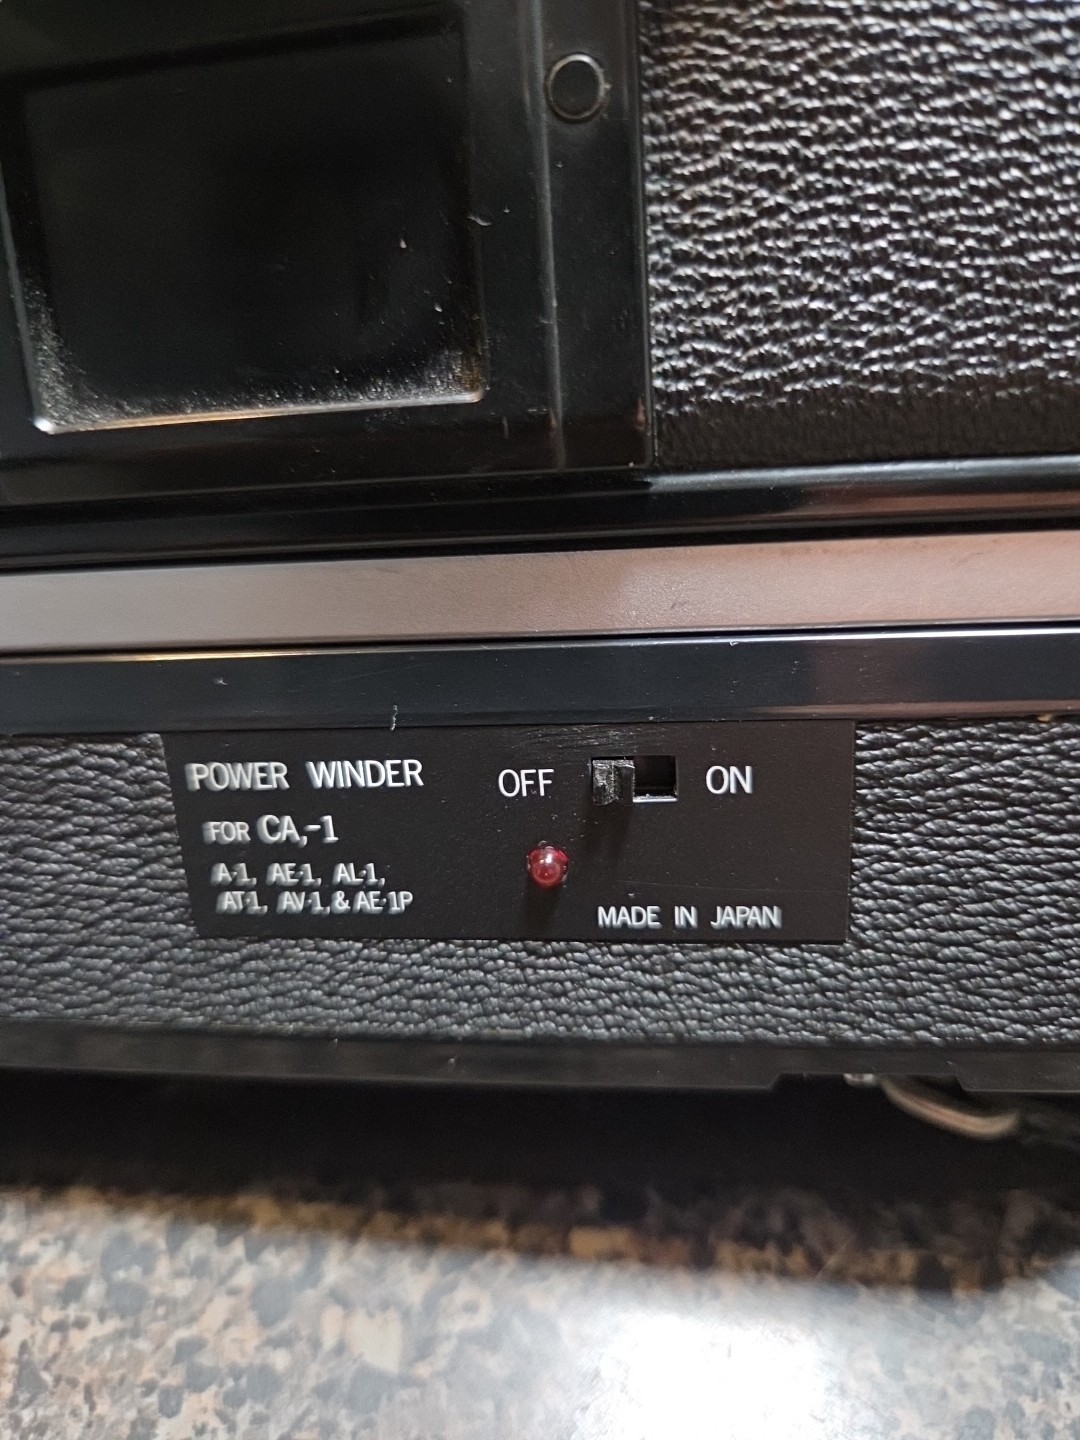 POWER WINDER
OFF ON
FOR CA,-1
A-1, AE-1, AL-1,
AT-1, AV-1, & AE-1P
MADE IN JAPAN